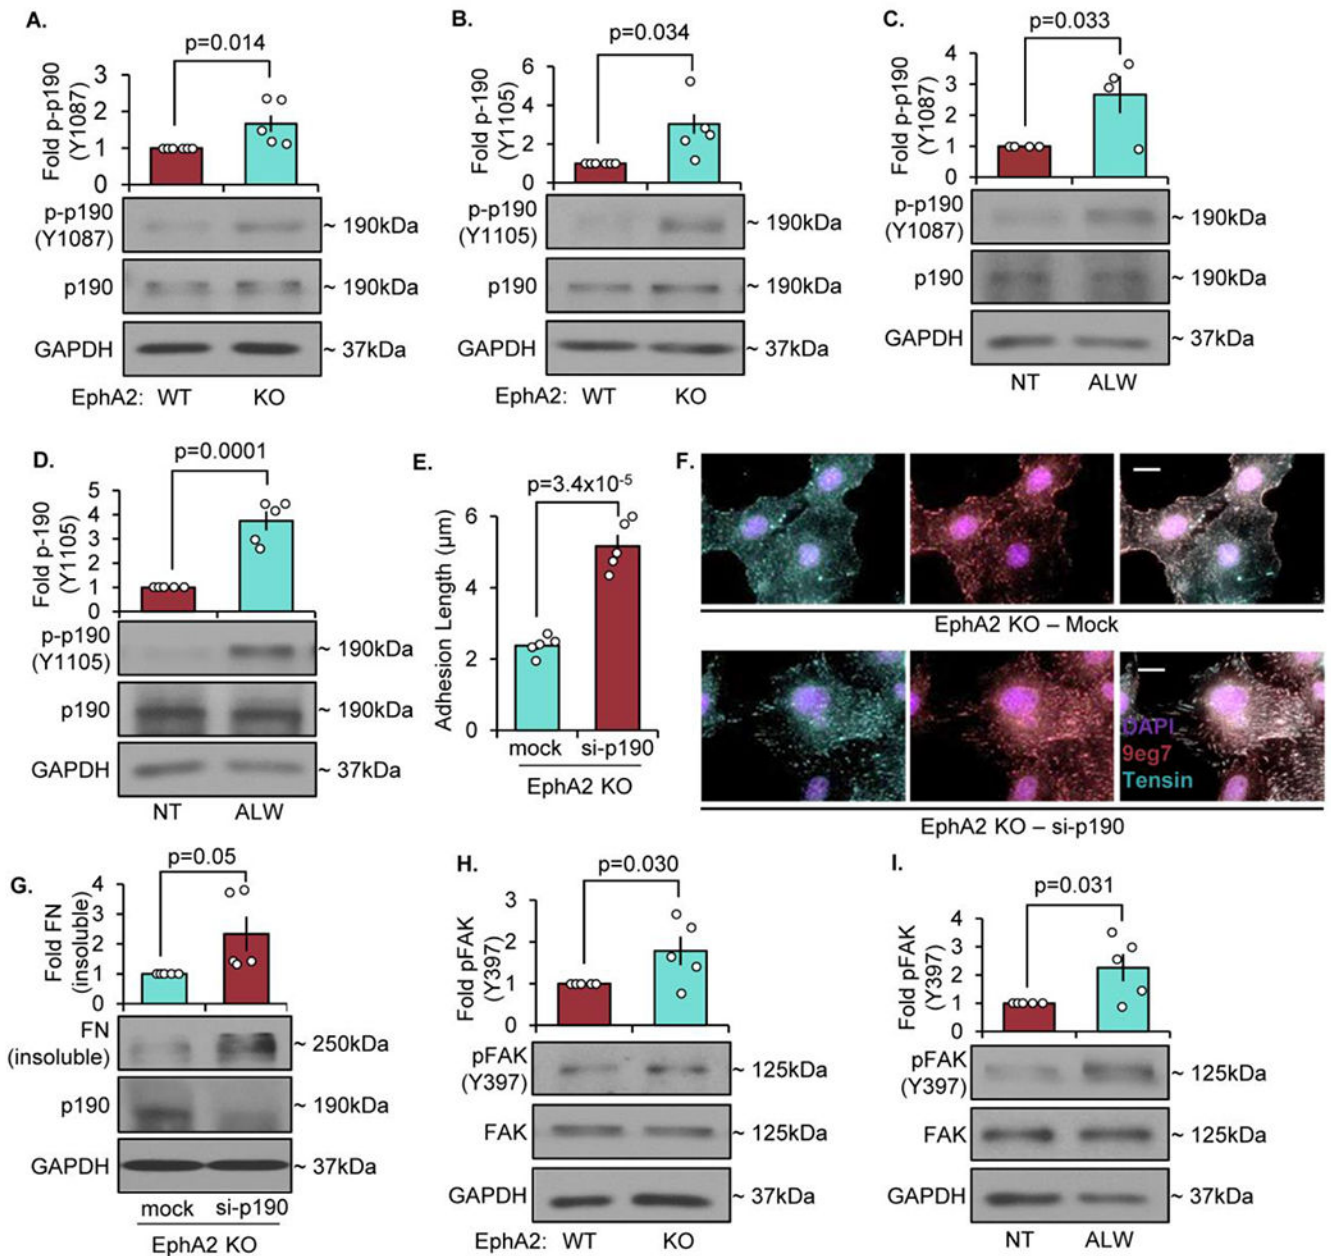 A.
p=0.014
Fold p-p190
(Y1087)
3
2
1
0
p-p190
(Y1087)
~ 190kDa
p190
~ 190kDa
GAPDH
~ 37kDa
EphA2: WT KO
B.
p=0.034
Fold p-190
(Y1105)
6
4
2
0
p-p190
(Y1105)
~ 190kDa
p190
~ 190kDa
GAPDH
~ 37kDa
EphA2: WT KO
C.
p=0.033
Fold p-p190
(Y1087)
4
3
2
1
0
p-p190
(Y1087)
~ 190kDa
p190
~ 190kDa
GAPDH
~ 37kDa
NT ALW
D.
p=0.0001
Fold p-190
(Y1105)
5
4
3
2
1
0
p-p190
(Y1105)
~ 190kDa
p190
~ 190kDa
GAPDH
~ 37kDa
NT ALW
E.
p=3.4x10-5
Adhesion Length (µm)
6
4
2
0
mock si-p190
EphA2 KO
F.
EphA2 KO – Mock
DAPI
9eg7
Tensin
EphA2 KO – si-p190
G.
p=0.05
Fold FN
(insoluble)
4
3
2
1
0
FN
(insoluble)
~ 250kDa
p190
~ 190kDa
GAPDH
~ 37kDa
mock si-p190
EphA2 KO
H.
p=0.030
Fold pFAK
(Y397)
3
2
1
0
pFAK
(Y397)
~ 125kDa
FAK
~ 125kDa
GAPDH
~ 37kDa
EphA2: WT KO
I.
p=0.031
Fold pFAK
(Y397)
4
3
2
1
0
pFAK
(Y397)
~ 125kDa
FAK
~ 125kDa
GAPDH
~ 37kDa
NT ALW